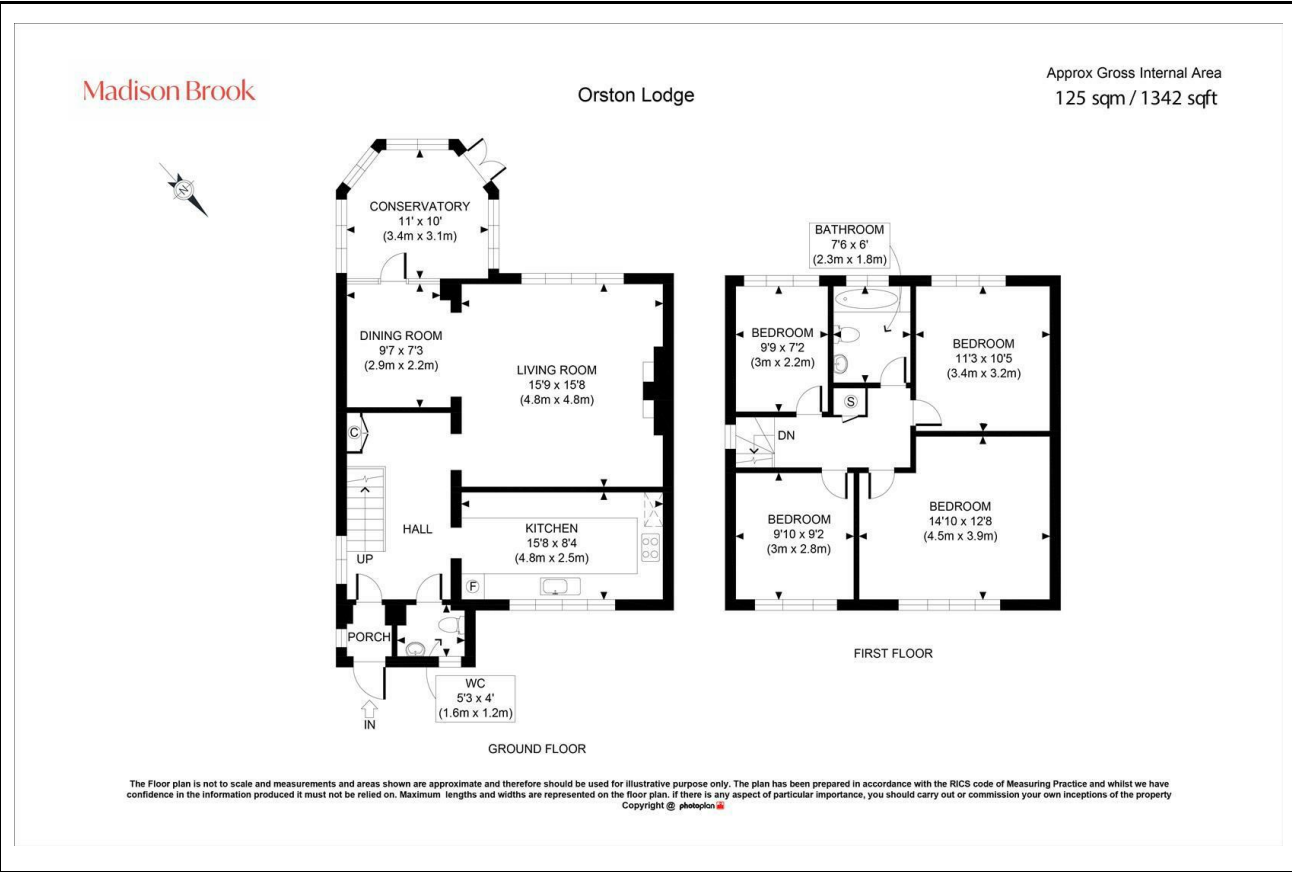 Madison Brook
Orston Lodge
Approx Gross Internal Area
125 sqm / 1342 sqft
N
CONSERVATORY
11' x 10'
(3.4m x 3.1m)
DINING ROOM
9'7 x 7'3
(2.9m x 2.2m)
LIVING ROOM
15'9 x 15'8
(4.8m x 4.8m)
C
HALL
UP
KITCHEN
15'8 x 8'4
(4.8m x 2.5m)
F
PORCH
WC
5'3 x 4'
(1.6m x 1.2m)
IN
GROUND FLOOR
BATHROOM
7'6 x 6'
(2.3m x 1.8m)
BEDROOM
9'9 x 7'2
(3m x 2.2m)
BEDROOM
11'3 x 10'5
(3.4m x 3.2m)
S
DN
BEDROOM
9'10 x 9'2
(3m x 2.8m)
BEDROOM
14'10 x 12'8
(4.5m x 3.9m)
FIRST FLOOR
The Floor plan is not to scale and measurements and areas shown are approximate and therefore should be used for illustrative purpose only. The plan has been prepared in accordance with the RICS code of Measuring Practice and whilst we have
confidence in the information produced it must not be relied on. Maximum lengths and widths are represented on the floor plan. if there is any aspect of particular importance, you should carry out or commission your own inceptions of the property
Copyright @ photoplan